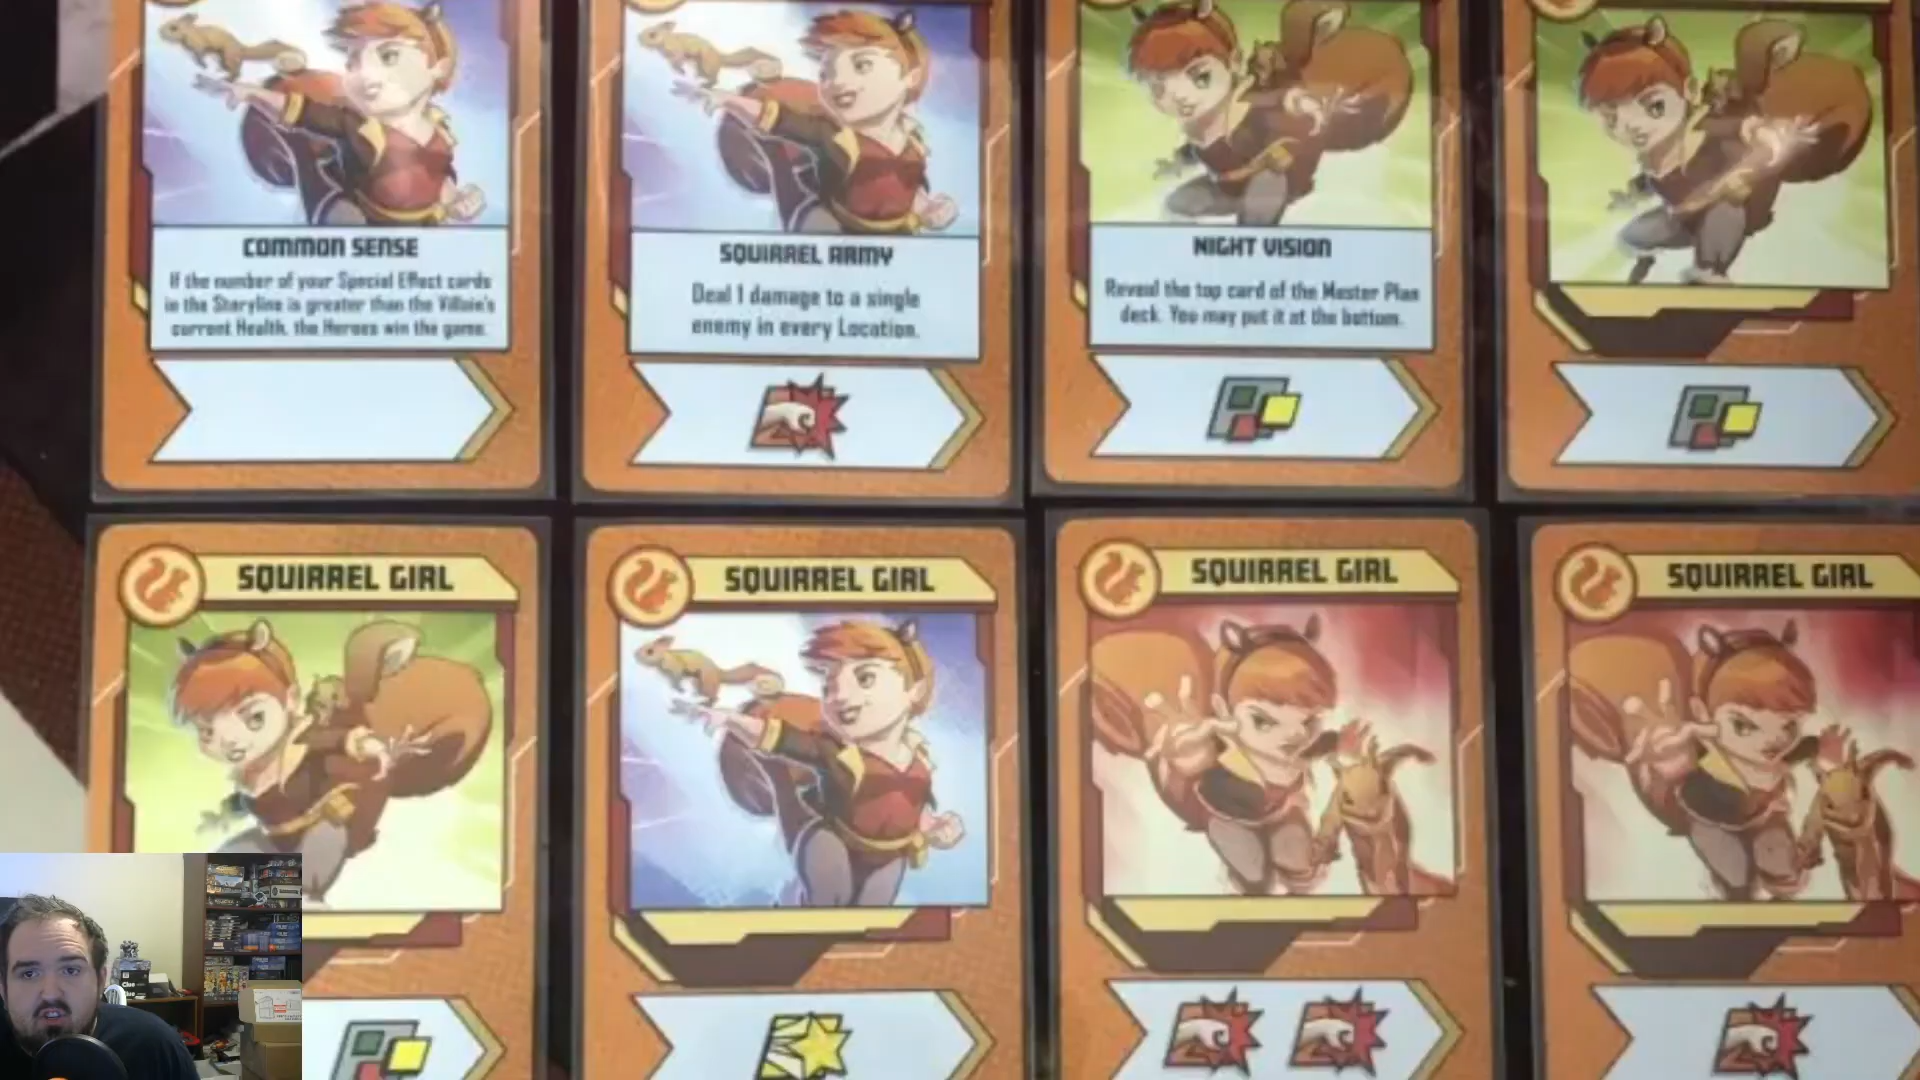 COMMON SENSE
If the number of your Special Effect cards
in the Storyline is greater than the Villain's
current Health, the Heroes win the game.
SQUIRREL ARMY
Deal 1 damage to a single
enemy in every Location.
NIGHT VISION
Reveal the top card of the Master Plan
deck. You may put it at the bottom.
SQUIRREL GIRL
SQUIRREL GIRL
SQUIRREL GIRL
SQUIRREL GIRL
Clue
Clue